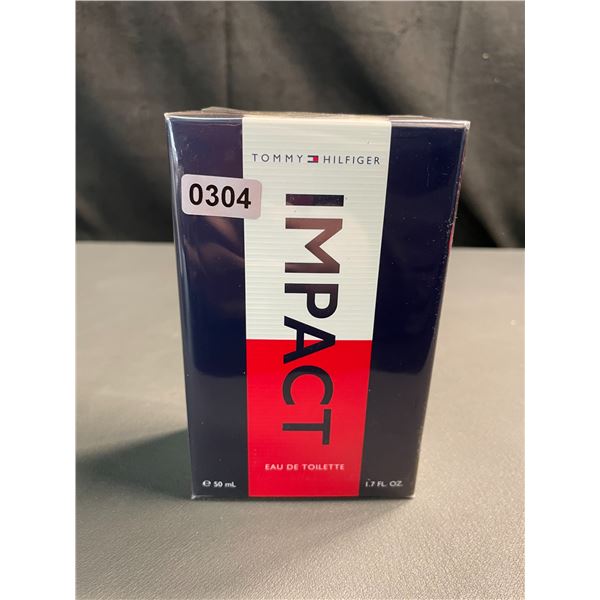 TOMMY HILFIGER
0304
IMPACT
EAU DE TOILETTE
e 50 mL
1.7 FL. OZ.